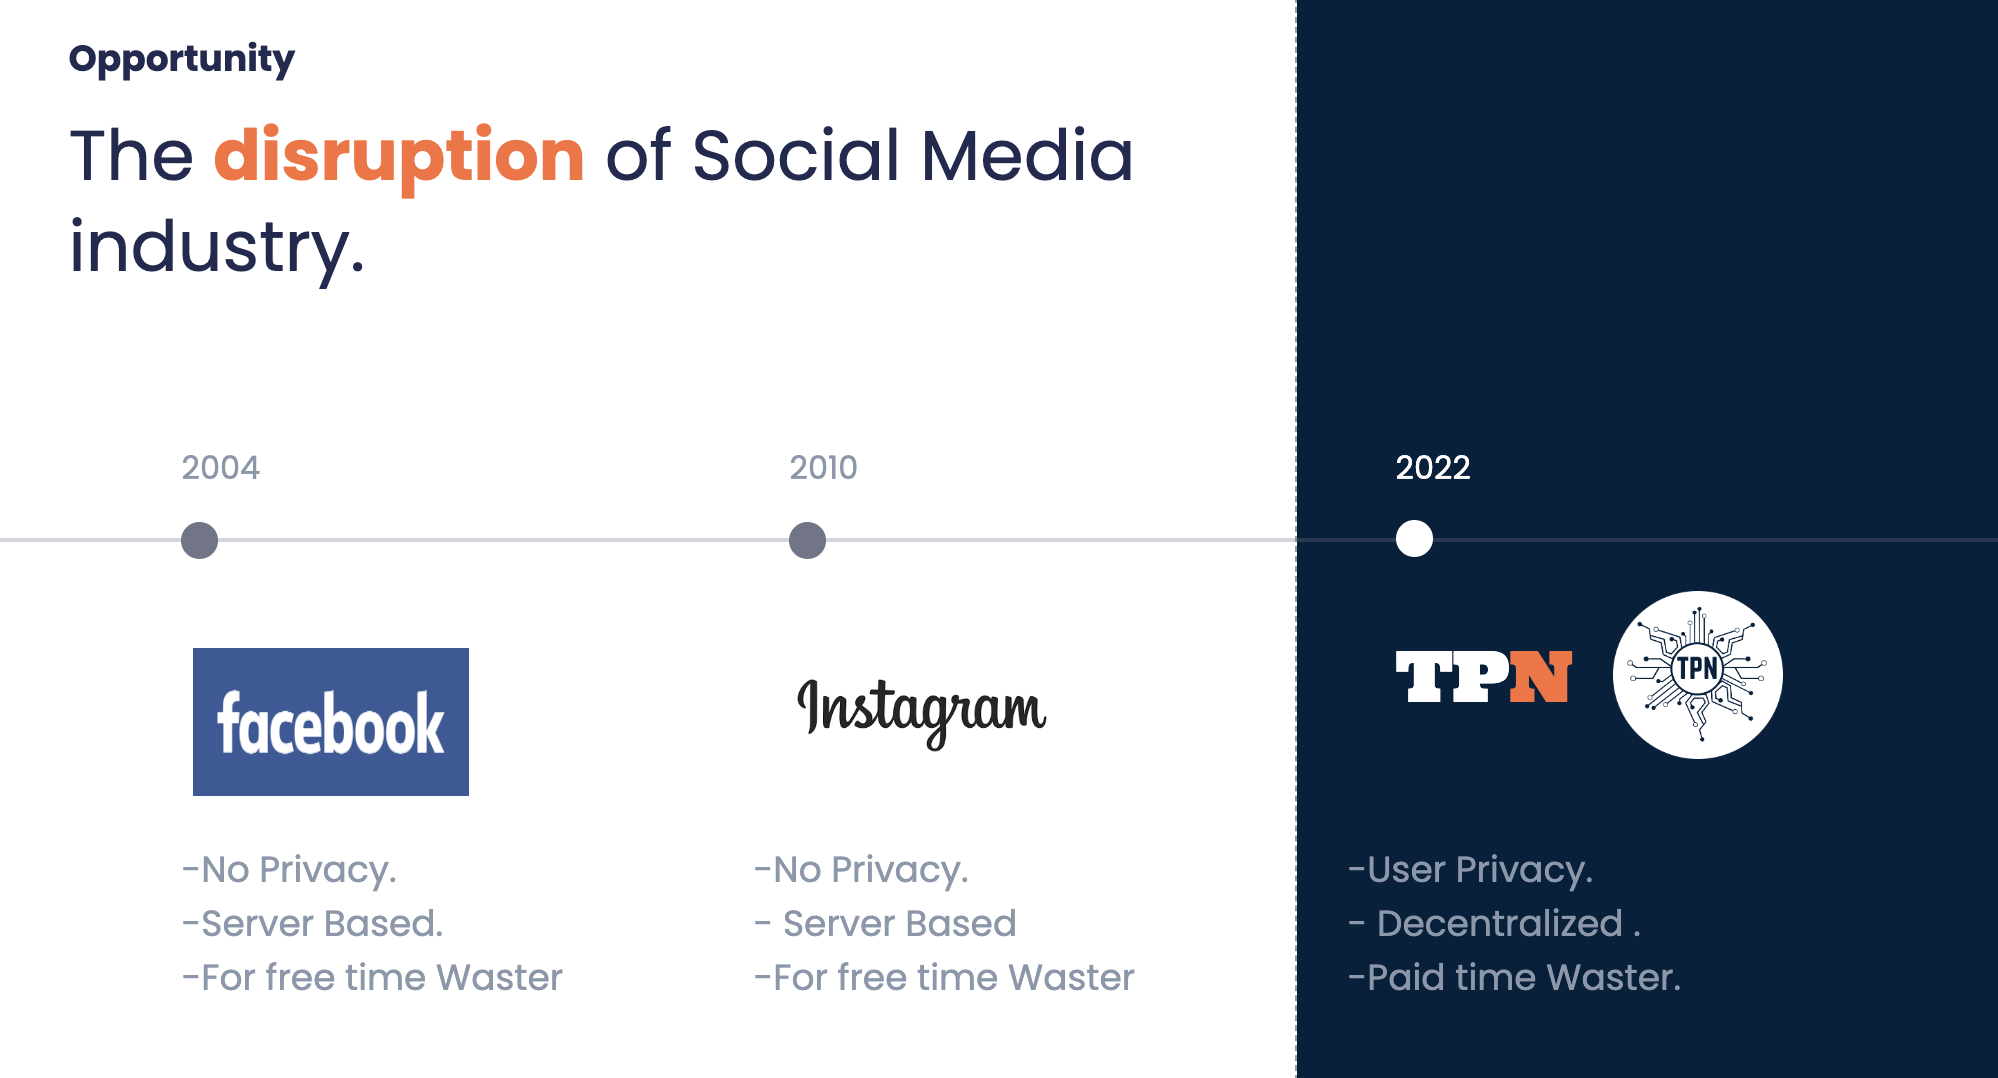 Opportunity
The disruption of Social Media
industry.
2004
2010
2022
facebook
Instagram
TPN
TPN
-No Privacy.
-Server Based.
-For free time Waster
-No Privacy.
- Server Based
-For free time Waster
-User Privacy.
- Decentralized .
-Paid time Waster.